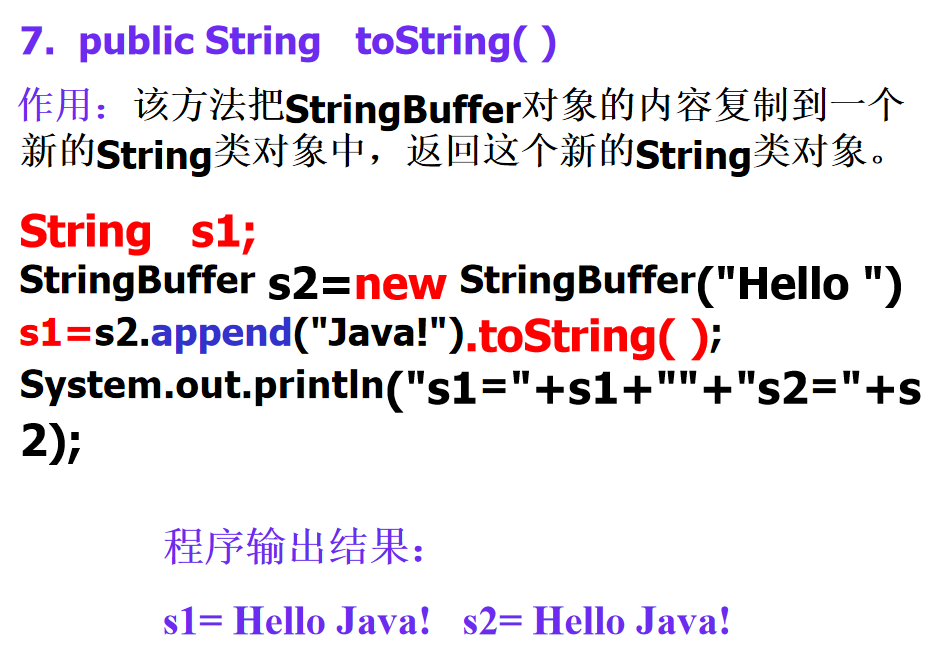 7. public String toString( )
作用：该方法把StringBuffer对象的内容复制到一个
新的String类对象中，返回这个新的String类对象。
String s1;
StringBuffer s2=new StringBuffer("Hello ")
s1=s2.append("Java!").toString( );
System.out.println("s1="+s1+""+"s2="+s
2);
程序输出结果：
s1= Hello Java! s2= Hello Java!